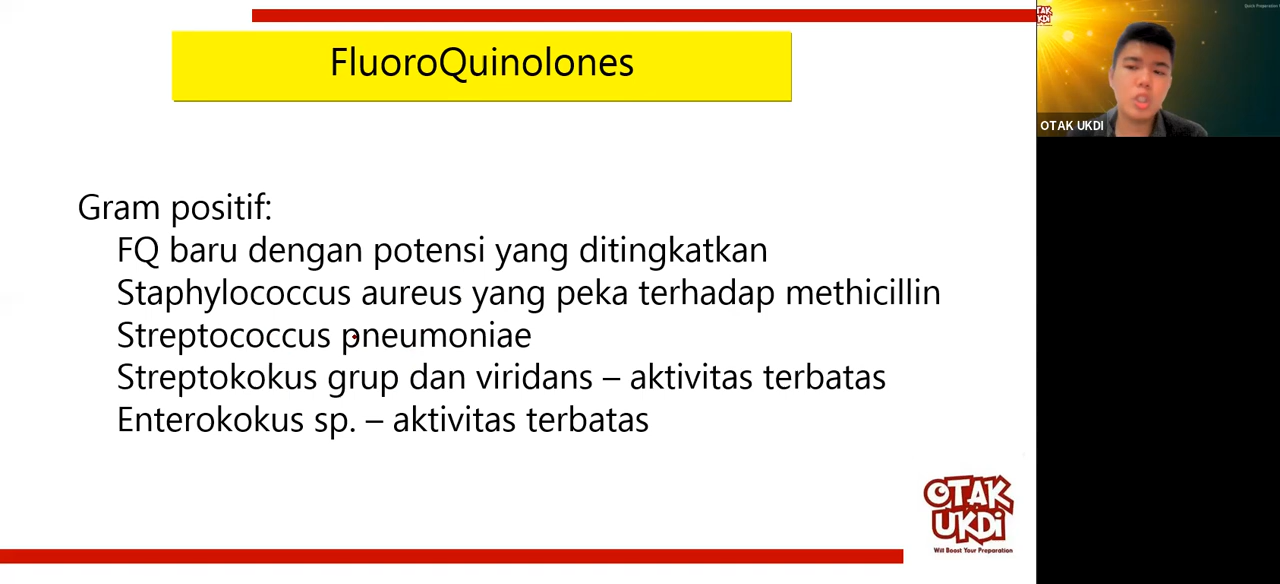 FluoroQuinolones
Gram positif:
FQ baru dengan potensi yang ditingkatkan
Staphylococcus aureus yang peka terhadap methicillin
Streptococcus pneumoniae
Streptokokus grup dan viridans – aktivitas terbatas
Enterokokus sp. – aktivitas terbatas
OTAK
UKDI
Will Boost Your Preparation
OTAK UKDI